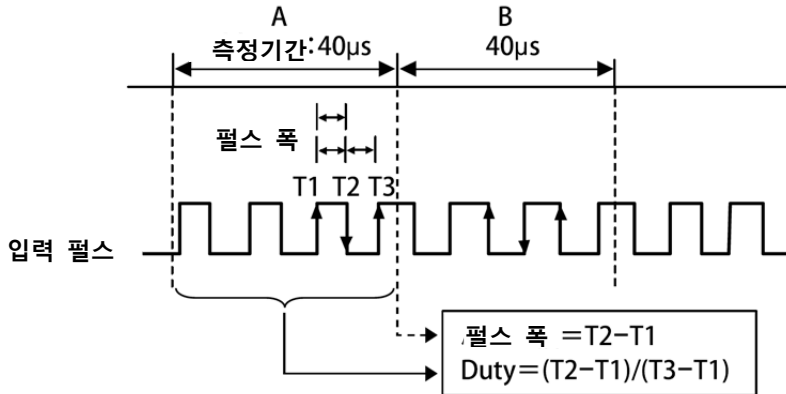 A
B
측정기간:40μs
40μs
펄스 폭
T1 T2 T3
입력 펄스
펄스 폭 =T2-T1
Duty=(T2-T1)/(T3-T1)